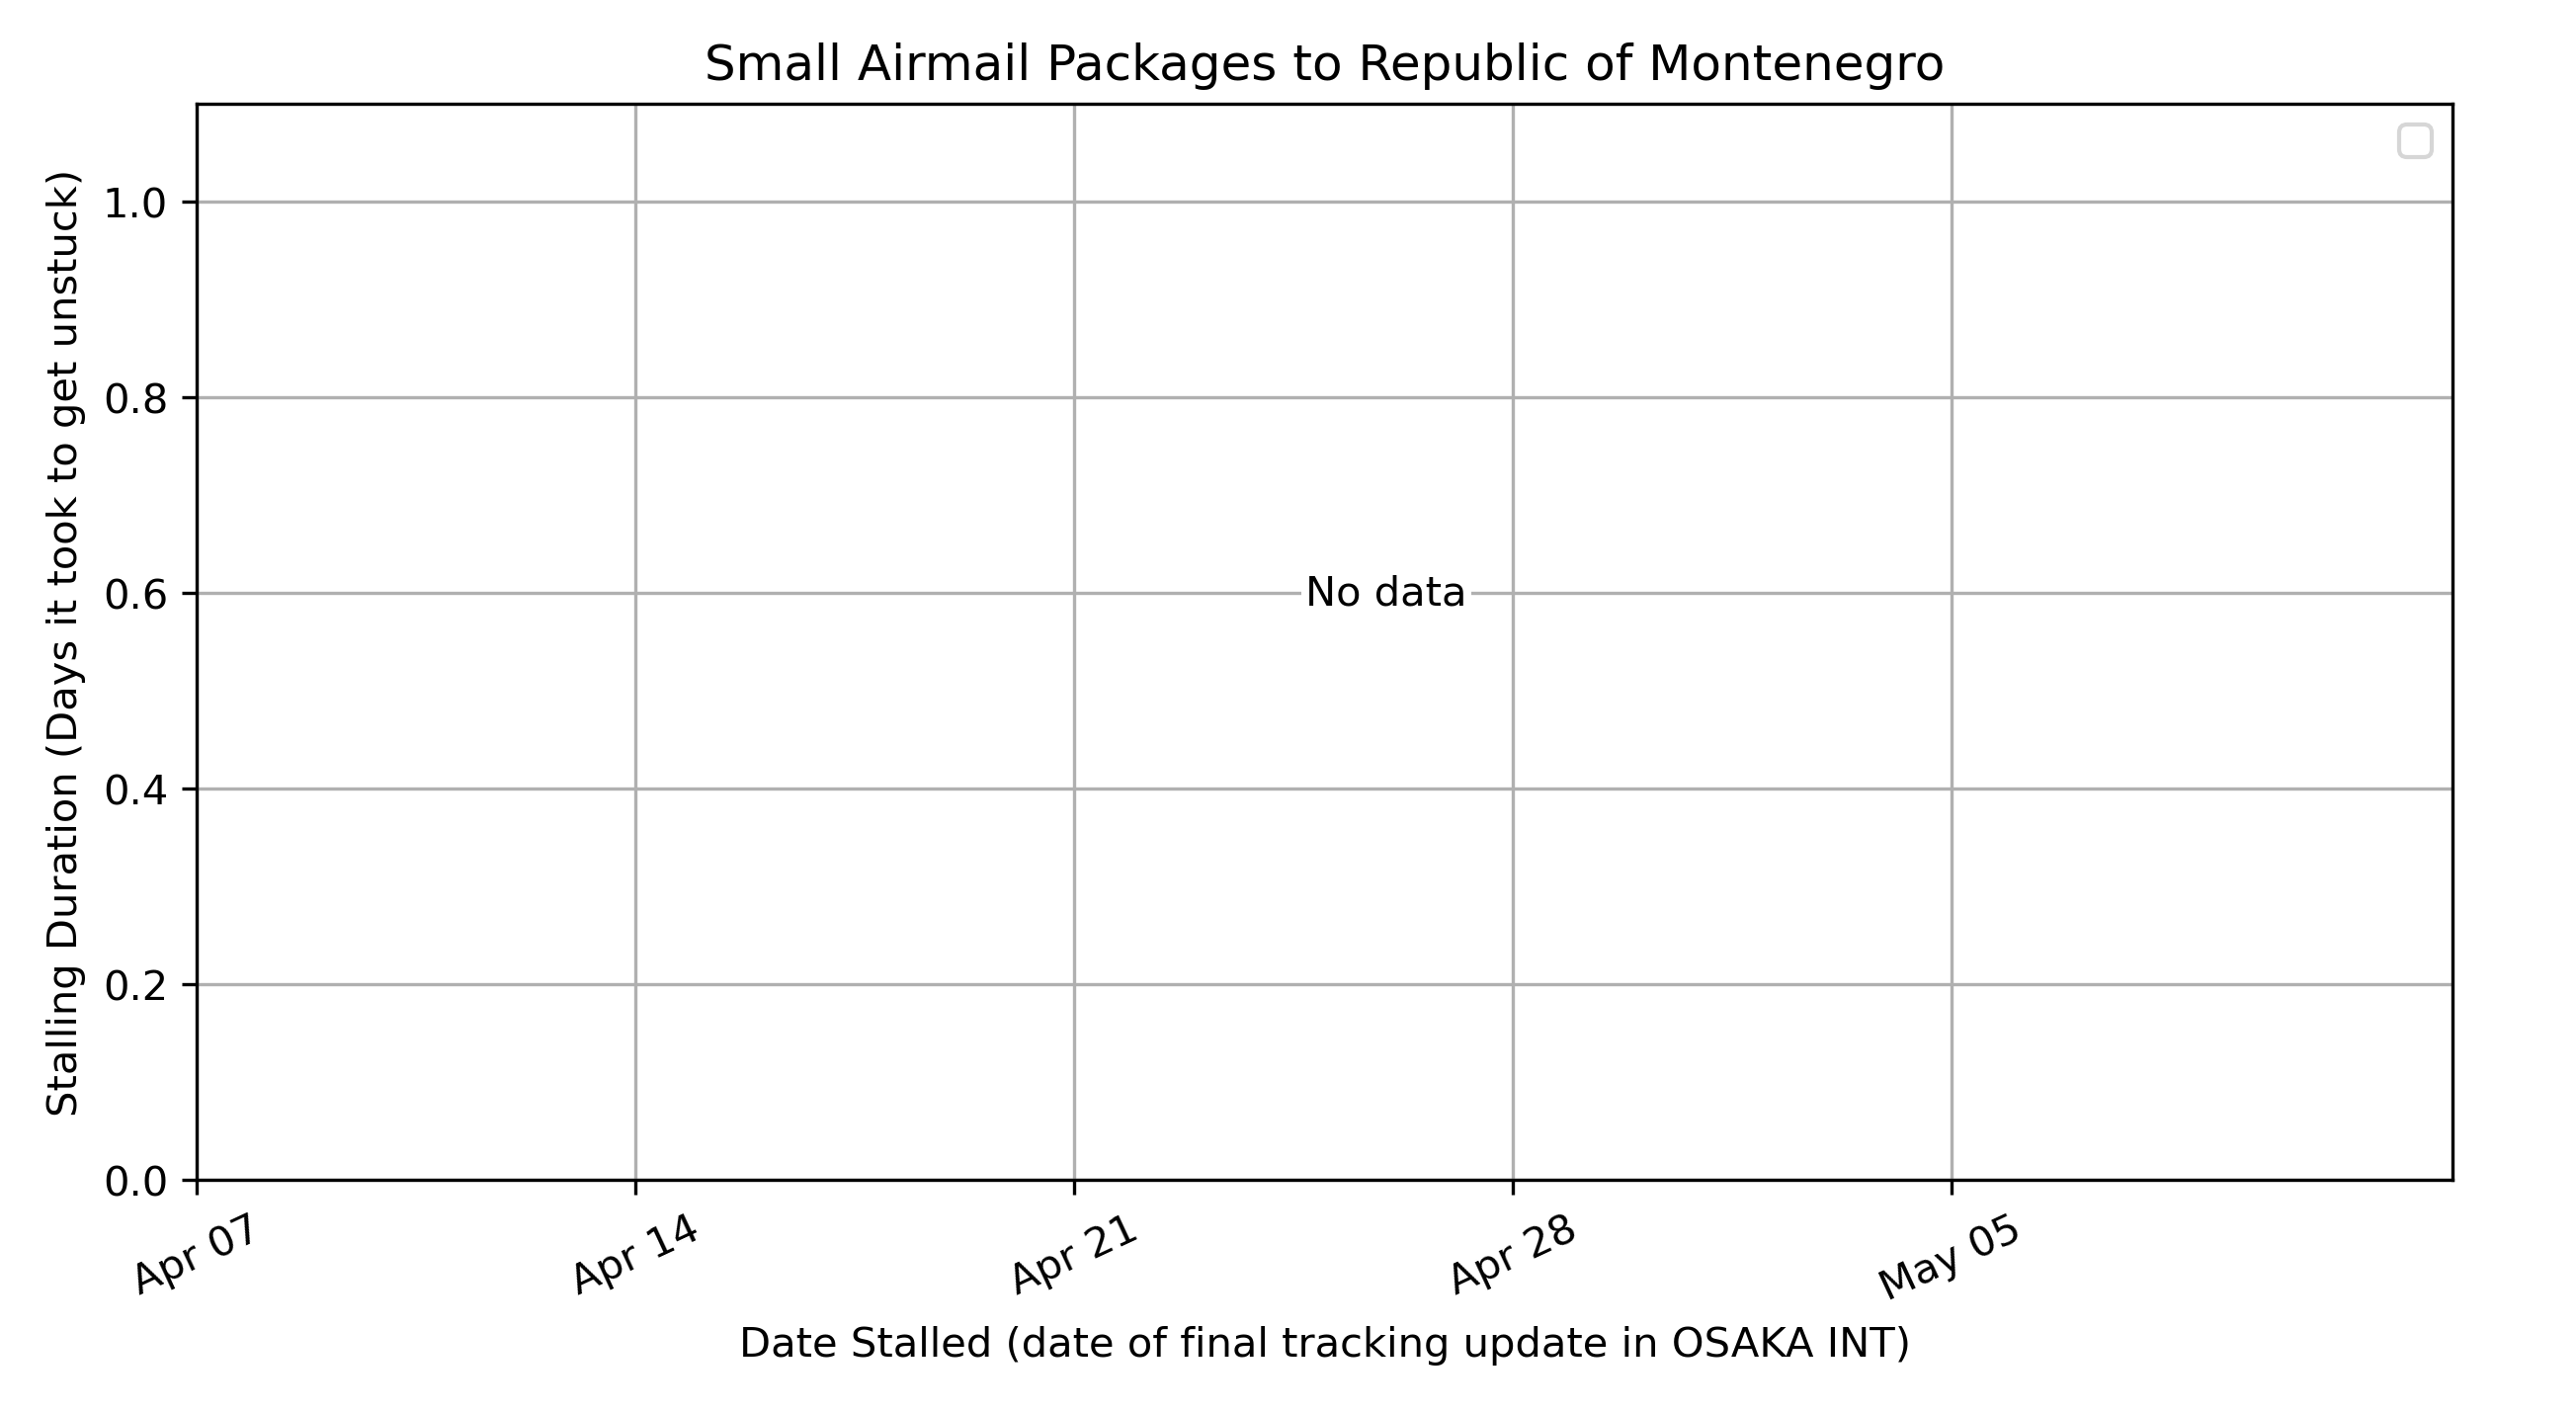 Small Airmail Packages to Republic of Montenegro
Stalling Duration (Days it took to get unstuck)
1.0
0.8
0.6
0.4
0.2
0.0
No data
Apr 07
Apr 14
Apr 21
Apr 28
May 05
Date Stalled (date of final tracking update in OSAKA INT)